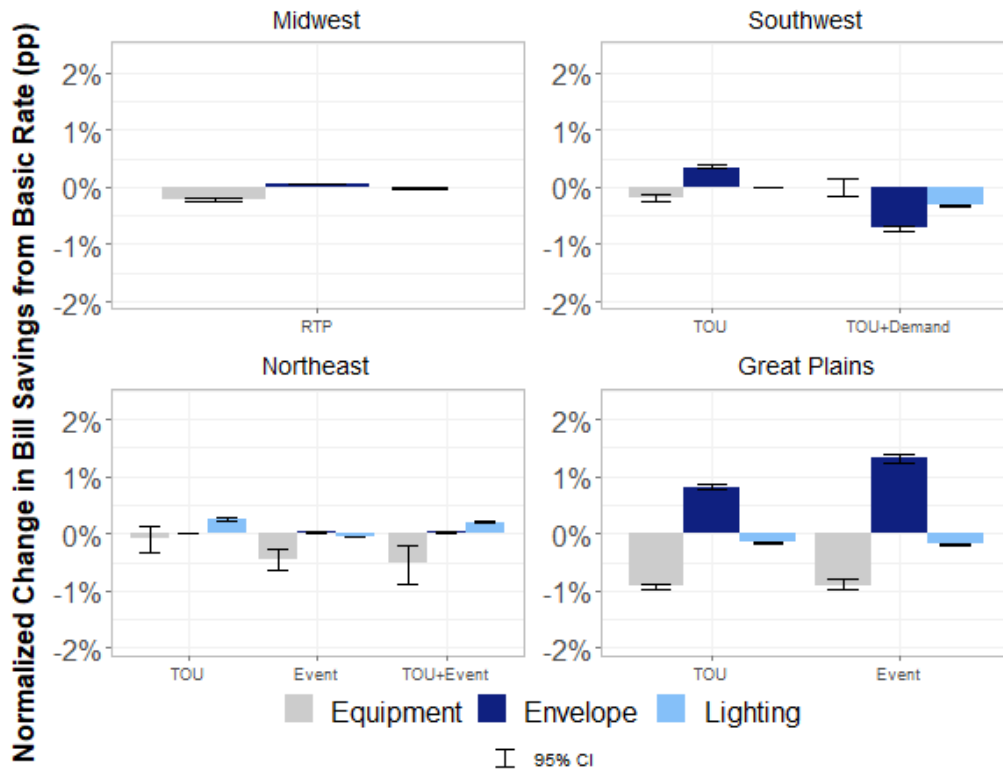 Normalized Change in Bill Savings from Basic Rate (pp)
Midwest
2%
1%
0%
-1%
-2%
RTP
Southwest
2%
1%
0%
-1%
-2%
TOU
TOU+Demand
Northeast
2%
1%
0%
-1%
-2%
TOU
Event
TOU+Event
Great Plains
2%
1%
0%
-1%
-2%
TOU
Event
Equipment
Envelope
Lighting
95% CI